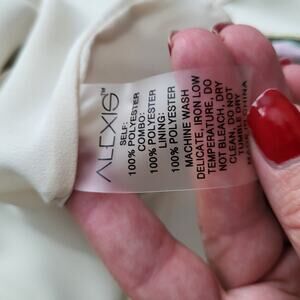 ALEXIS™
SELF:
100% POLYESTER
COMBO:
100% POLYESTER
LINING:
100% POLYESTER
MACHINE WASH
DELICATE, IRON LOW
TEMPERATURE, DO
NOT BLEACH, DRY
CLEAN, DO NOT
TUMBLE DRY
MADE IN CHINA